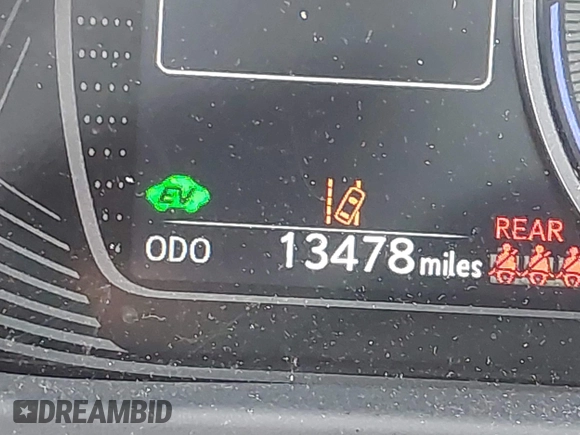 EV
REAR
ODO 13478 miles
DREAMBID